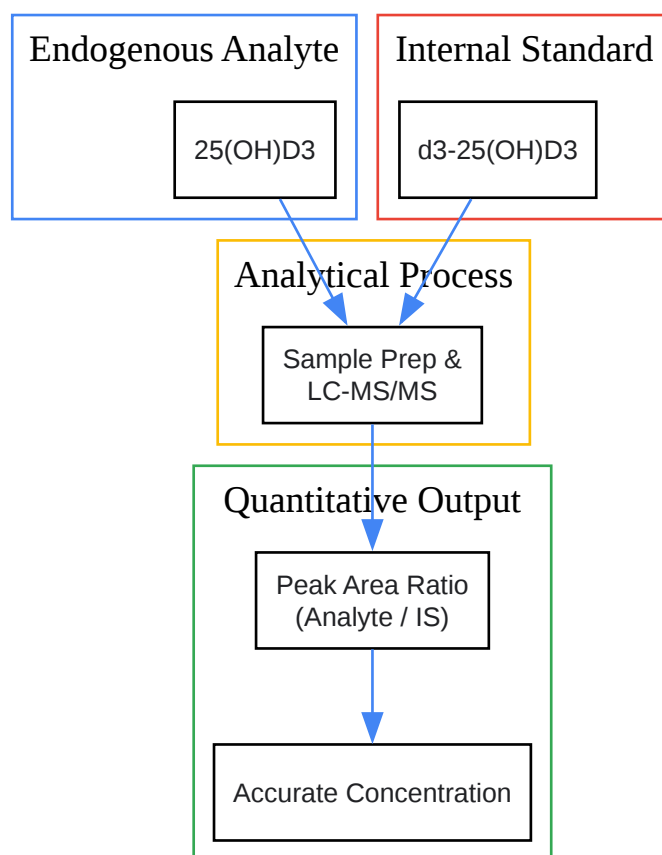 Endogenous Analyte
Internal Standard
25(OH)D3
d3-25(OH)D3
Analytical Process
Sample Prep &
LC-MS/MS
Quantitative Output
Peak Area Ratio
(Analyte / IS)
Accurate Concentration